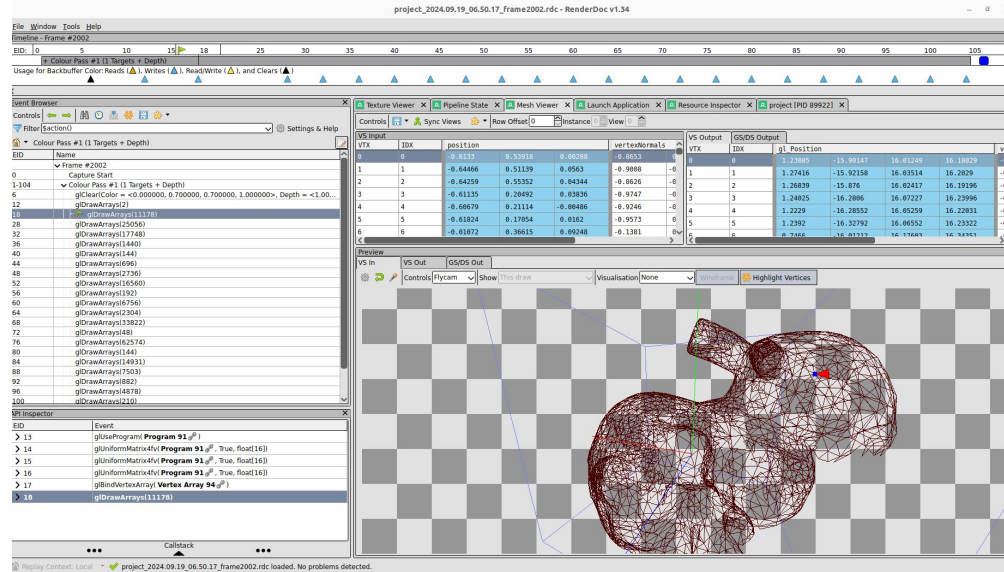 project_2024.09.19_06.50.17_frame2002.rdc - RenderDoc v1.34
File Window Tools Help
Timeline - Frame #2002
EID: 0 5 10 15 18 25 30 35 40 45 50 55 60 65 70 75 80 85 90 95 100 105
+ Colour Pass #1 (1 Targets + Depth)
Usage for Backbuffer Color: Reads (▲), Writes (▲), Read/Write (▲), and Clears (▲)
Event Browser
Controls
Filter $action() Settings & Help
Colour Pass #1 (1 Targets + Depth)
EID Name
Frame #2002
0 Capture Start
1-104 Colour Pass #1 (1 Targets + Depth)
6 glClear(Color = <0.000000, 0.700000, 0.700000, 1.000000>, Depth = <1.00...
12 glDrawArrays(2)
18 glDrawArrays(11178)
28 glDrawArrays(25056)
32 glDrawArrays(17748)
36 glDrawArrays(1440)
40 glDrawArrays(144)
44 glDrawArrays(696)
48 glDrawArrays(2736)
52 glDrawArrays(16560)
56 glDrawArrays(192)
60 glDrawArrays(6756)
64 glDrawArrays(2304)
68 glDrawArrays(33822)
72 glDrawArrays(48)
76 glDrawArrays(62574)
80 glDrawArrays(144)
84 glDrawArrays(14931)
88 glDrawArrays(7503)
92 glDrawArrays(882)
96 glDrawArrays(4878)
100 glDrawArrays(210)
API Inspector
EID Event
13 glUseProgram( Program 91 )
14 glUniformMatrix4fv( Program 91 , True, float[16])
15 glUniformMatrix4fv( Program 91 , True, float[16])
16 glUniformMatrix4fv( Program 91 , True, float[16])
17 glBindVertexArray( Vertex Array 94 )
18 glDrawArrays(11178)
Callstack
Texture Viewer Pipeline State Mesh Viewer Launch Application Resource Inspector project [PID 89922]
Controls Sync Views Row Offset 0 Instance 0 View 0
VS Input
VTX IDX position vertexNormals
0 0 -0.6133 0.53918 0.00288 -0.8653
1 1 -0.64466 0.51139 0.0563 -0.9008
2 2 -0.64259 0.55352 0.04344 -0.8626
3 3 -0.61135 0.20492 0.03836 -0.9747
4 4 -0.60679 0.21114 -0.00486 -0.9246
5 5 -0.61824 0.17054 0.0162 -0.9573
6 6 -0.01072 0.36615 0.09248 -0.1381
VS Output GS/DS Output
VTX IDX gl_Position
0 0 1.23085 -15.90147 16.01249 16.18029
1 1 1.27416 -15.92158 16.03514 16.2029
2 2 1.26839 -15.876 16.02417 16.19196
3 3 1.24025 -16.2806 16.07227 16.23996
4 4 1.2229 -16.28552 16.05259 16.22031
5 5 1.2392 -16.32792 16.06552 16.23322
Preview
VS In VS Out GS/DS Out
Controls Flycam Show This draw Visualisation None Wireframe Highlight Vertices
Replay Context: Local project_2024.09.19_06.50.17_frame2002.rdc loaded. No problems detected.